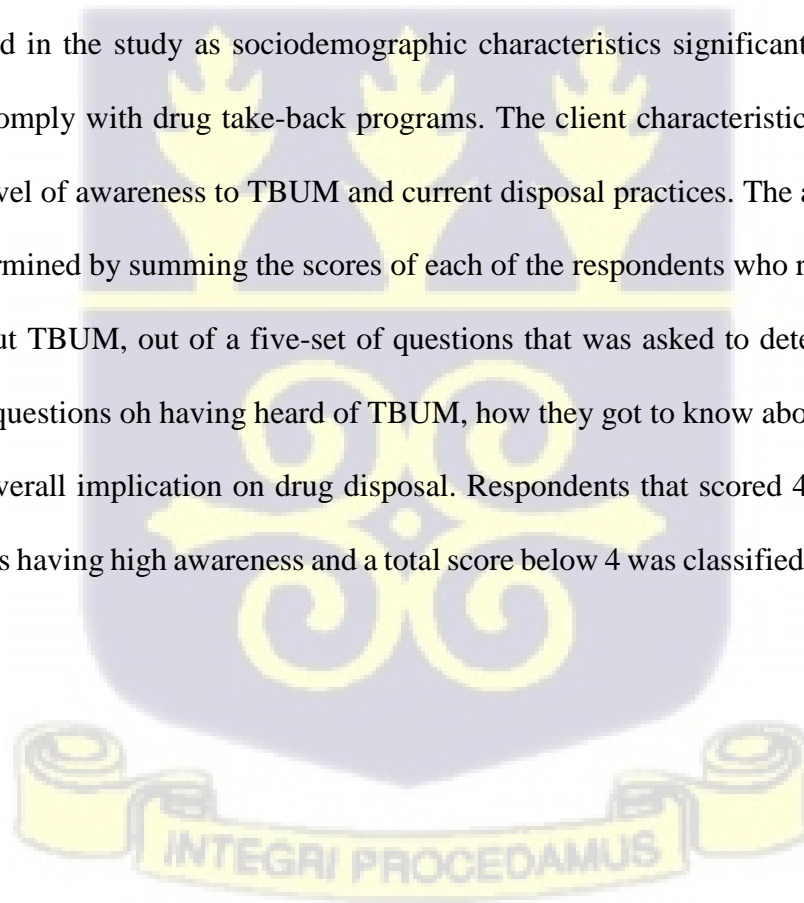 d in the study as sociodemographic characteristics significant
omply with drug take-back programs. The client characteristic
vel of awareness to TBUM and current disposal practices. The a
rmined by summing the scores of each of the respondents who r
ut TBUM, out of a five-set of questions that was asked to dete
questions oh having heard of TBUM, how they got to know abo
verall implication on drug disposal. Respondents that scored 4
s having high awareness and a total score below 4 was classified
INTEGRI PROCEDAMUS